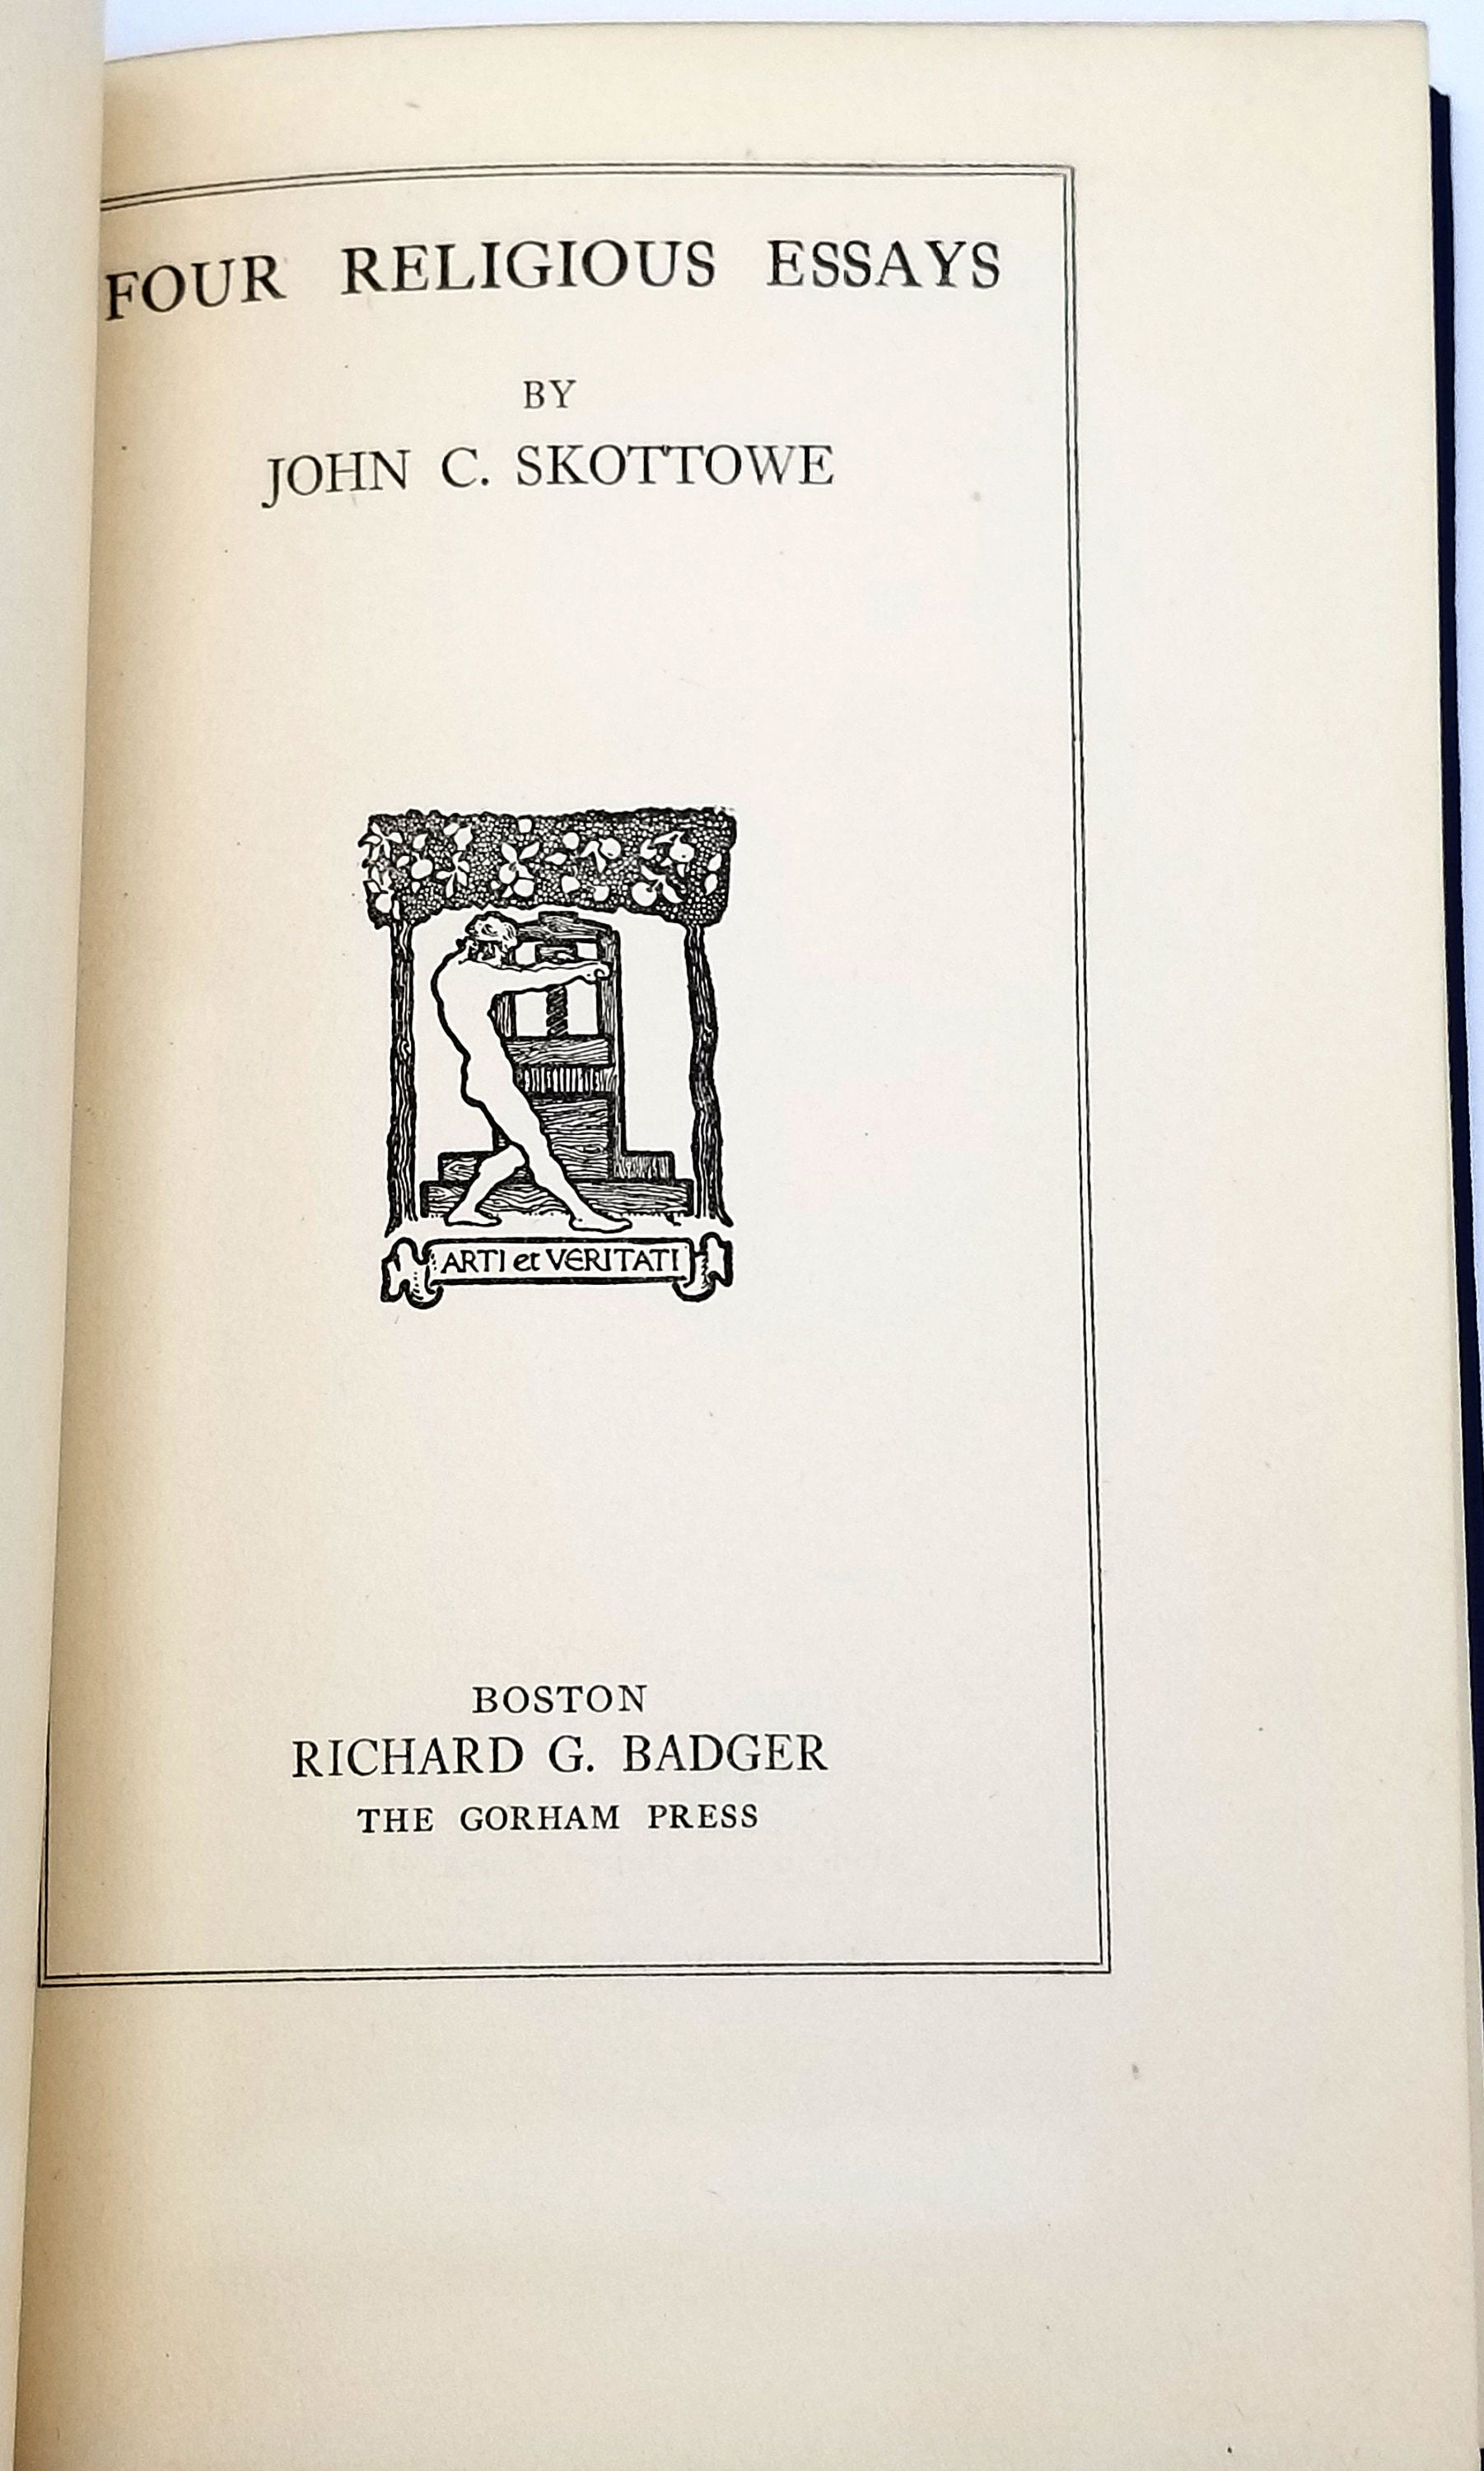 FOUR RELIGIOUS ESSAYS
BY
JOHN C. SKOTTOWE
ARTI et VERITATI
BOSTON
RICHARD G. BADGER
THE GORHAM PRESS